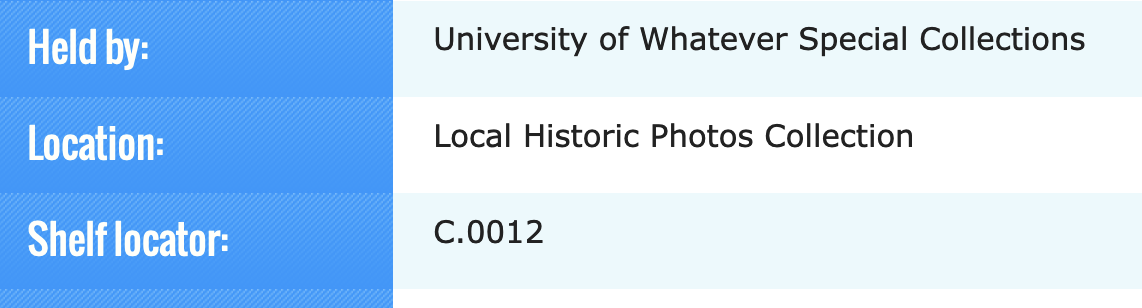 Held by: University of Whatever Special Collections
Location: Local Historic Photos Collection
Shelf locator: C.0012